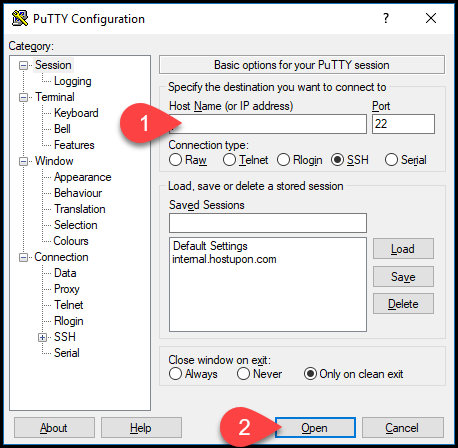 PuTTY Configuration
?
Category:
Session
Logging
Terminal
Keyboard
Bell
Features
Window
Appearance
Behaviour
Translation
Selection
Colours
Connection
Data
Proxy
Telnet
Rlogin
SSH
Serial
Basic options for your PuTTY session
Specify the destination you want to connect to
Host Name (or IP address) Port
1 22
Connection type:
Raw Telnet Rlogin SSH Serial
Load, save or delete a stored session
Saved Sessions
Default Settings
internal.hostupon.com
Load
Save
Delete
Close window on exit:
Always Never Only on clean exit
About Help 2 Open Cancel